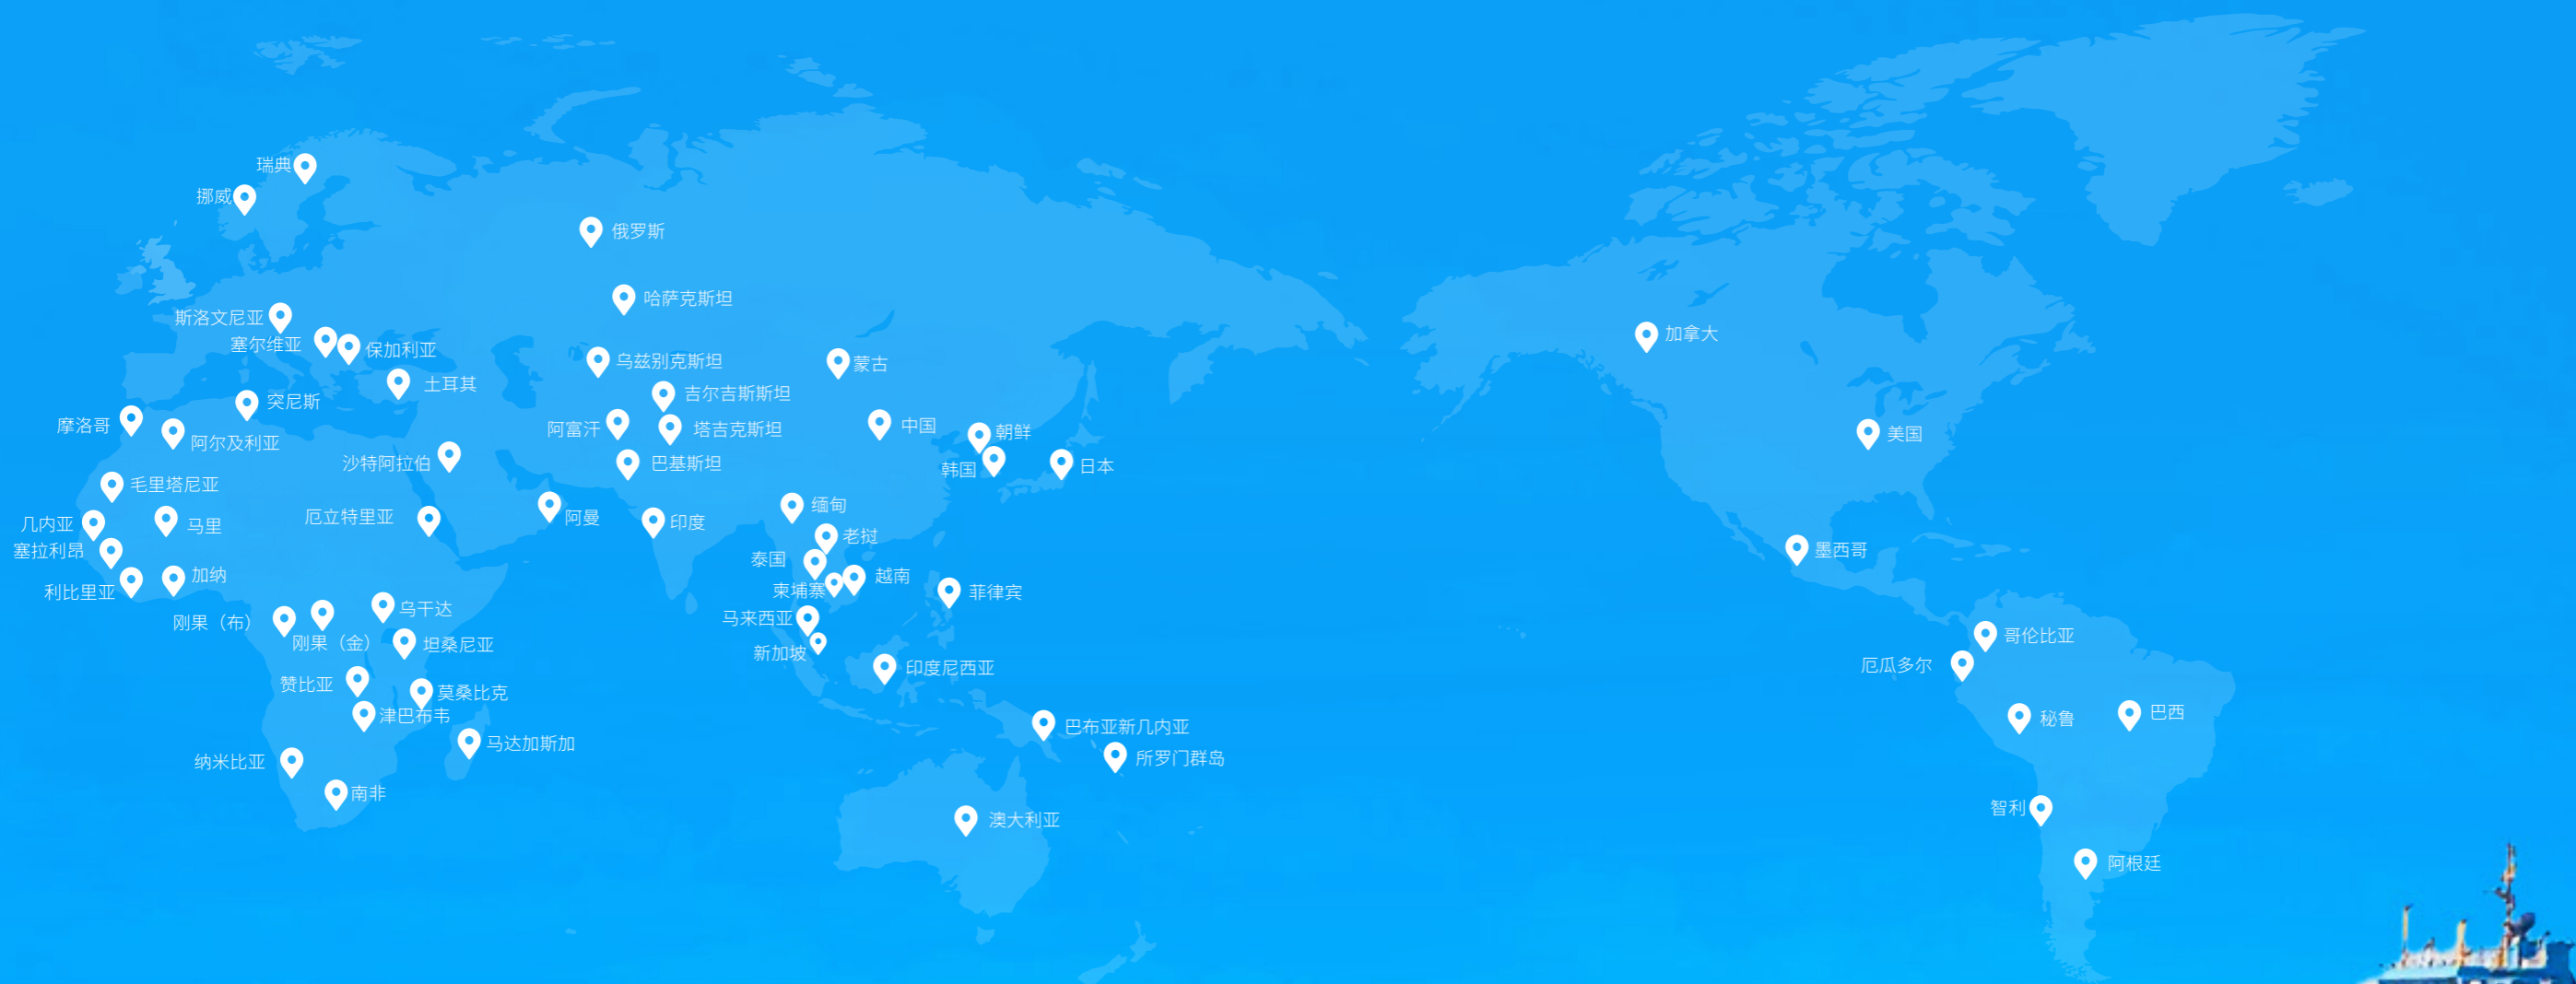 瑞典
挪威
俄罗斯
哈萨克斯坦
斯洛文尼亚
加拿大
塞尔维亚
保加利亚
乌兹别克斯坦
蒙古
土耳其
吉尔吉斯斯坦
突尼斯
摩洛哥
中国
阿富汗
塔吉克斯坦
朝鲜
美国
阿尔及利亚
沙特阿拉伯
巴基斯坦
韩国
日本
毛里塔尼亚
缅甸
厄立特里亚
阿曼
印度
几内亚
马里
老挝
塞拉利昂
墨西哥
泰国
加纳
越南
利比里亚
柬埔寨
菲律宾
乌干达
马来西亚
刚果（布）
哥伦比亚
刚果（金）
坦桑尼亚
新加坡
厄瓜多尔
印度尼西亚
赞比亚
莫桑比克
巴西
津巴布韦
秘鲁
巴布亚新几内亚
马达加斯加
所罗门群岛
纳米比亚
南非
智利
澳大利亚
阿根廷